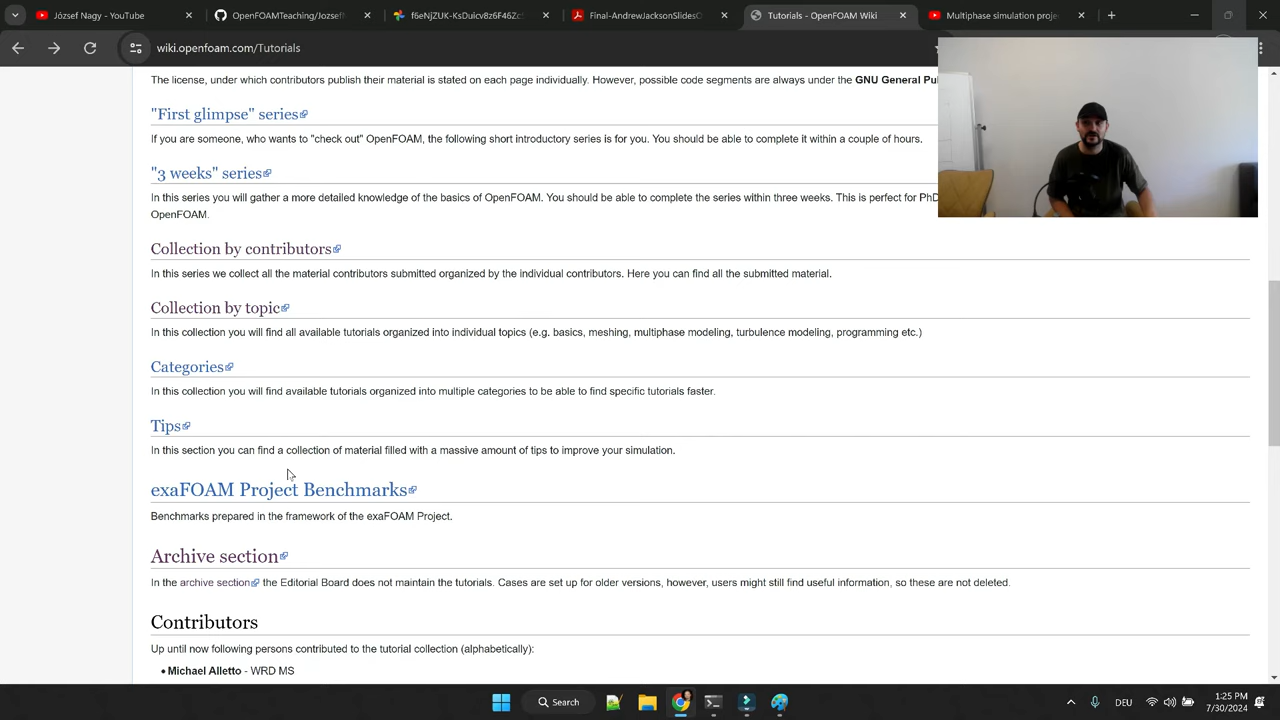 József Nagy - YouTube
OpenFOAMTeaching/JozsefN
f6eNjZUK-KsDuicv8z6F46Zc
Final-AndrewJacksonSlidesO
Tutorials - OpenFOAM Wiki
Multiphase simulation proje
wiki.openfoam.com/Tutorials
The license, under which contributors publish their material is stated on each page individually. However, possible code segments are always under the GNU General Pu
"First glimpse" series
If you are someone, who wants to "check out" OpenFOAM, the following short introductory series is for you. You should be able to complete it within a couple of hours.
"3 weeks" series
In this series you will gather a more detailed knowledge of the basics of OpenFOAM. You should be able to complete the series within three weeks. This is perfect for PhD
OpenFOAM.
Collection by contributors
In this series we collect all the material contributors submitted organized by the individual contributors. Here you can find all the submitted material.
Collection by topic
In this collection you will find all available tutorials organized into individual topics (e.g. basics, meshing, multiphase modeling, turbulence modeling, programming etc.)
Categories
In this collection you will find available tutorials organized into multiple categories to be able to find specific tutorials faster.
Tips
In this section you can find a collection of material filled with a massive amount of tips to improve your simulation.
exaFOAM Project Benchmarks
Benchmarks prepared in the framework of the exaFOAM Project.
Archive section
In the archive section the Editorial Board does not maintain the tutorials. Cases are set up for older versions, however, users might still find useful information, so these are not deleted.
Contributors
Up until now following persons contributed to the tutorial collection (alphabetically):
• Michael Alletto - WRD MS
Search
DEU
1:25 PM
7/30/2024